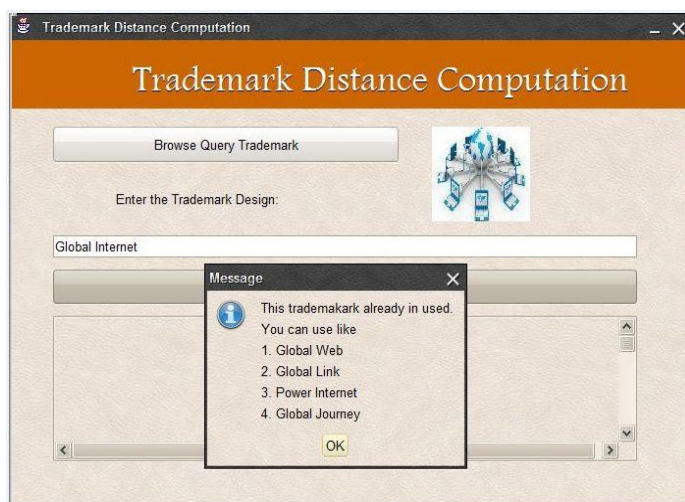 Trademark Distance Computation
Trademark Distance Computation
Browse Query Trademark
Enter the Trademark Design:
Global Internet
Message
This trademakark already in used.
You can use like
1. Global Web
2. Global Link
3. Power Internet
4. Global Journey
OK